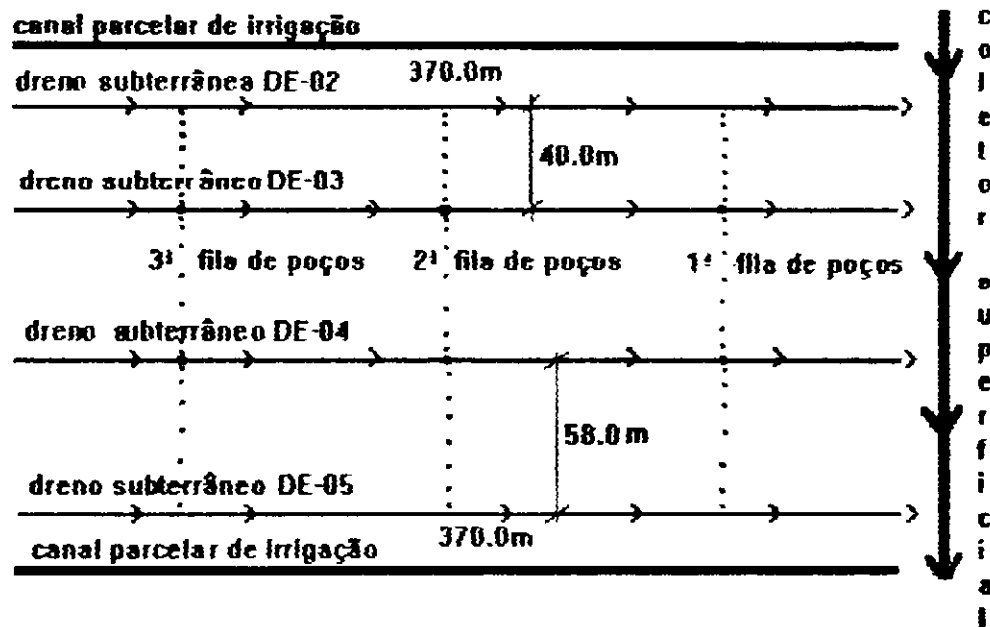 canal parcelar de irrigação
dreno subterrânea DE-02
370.0m
40.0m
dreno subterrâneo DE-03
3ª fila de poços
2ª fila de poços
1ª fila de poços
dreno subterrâneo DE-04
58.0 m
dreno subterrâneo DE-05
370.0m
canal parcelar de irrigação
coletor superficial